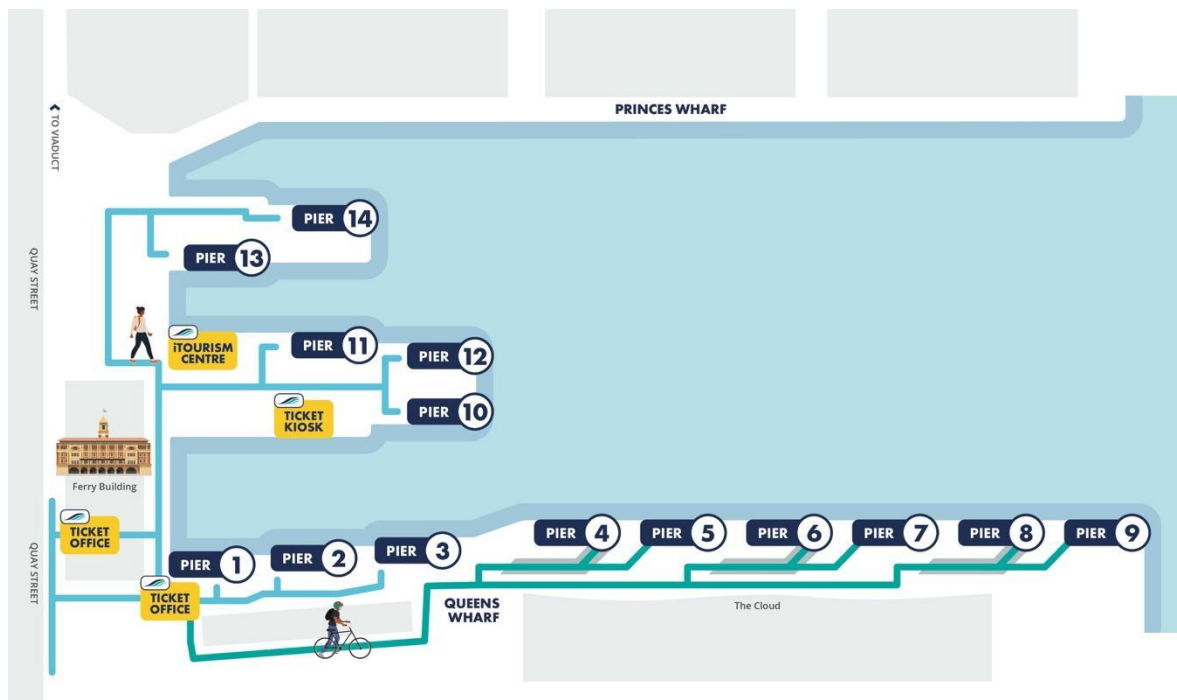 PRINCES WHARF
TO VIADUCT
QUAY STREET
PIER 14
PIER 13
iTOURISM
CENTRE
PIER 11
PIER 12
TICKET
KIOSK
PIER 10
Ferry Building
TICKET
OFFICE
QUAY STREET
PIER 1
PIER 2
PIER 3
PIER 4
PIER 5
PIER 6
PIER 7
PIER 8
PIER 9
TICKET
OFFICE
QUEENS
WHARF
The Cloud